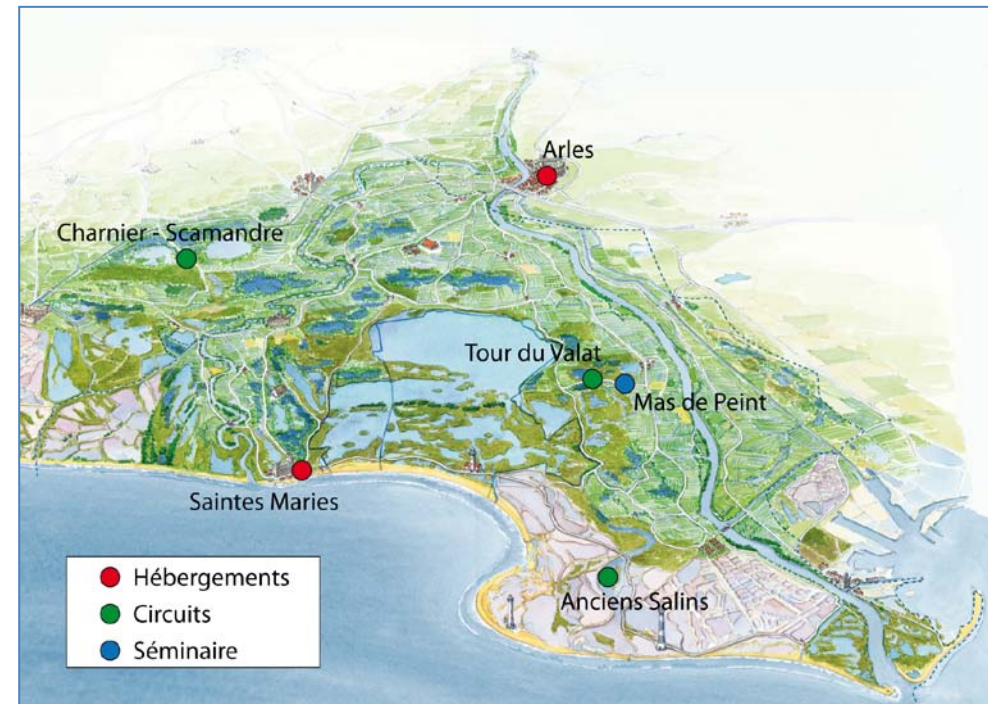 Arles
Charnier - Scamandre
Tour du Valat
Mas de Peint
Saintes Maries
Anciens Salins
Hébergements
Circuits
Séminaire